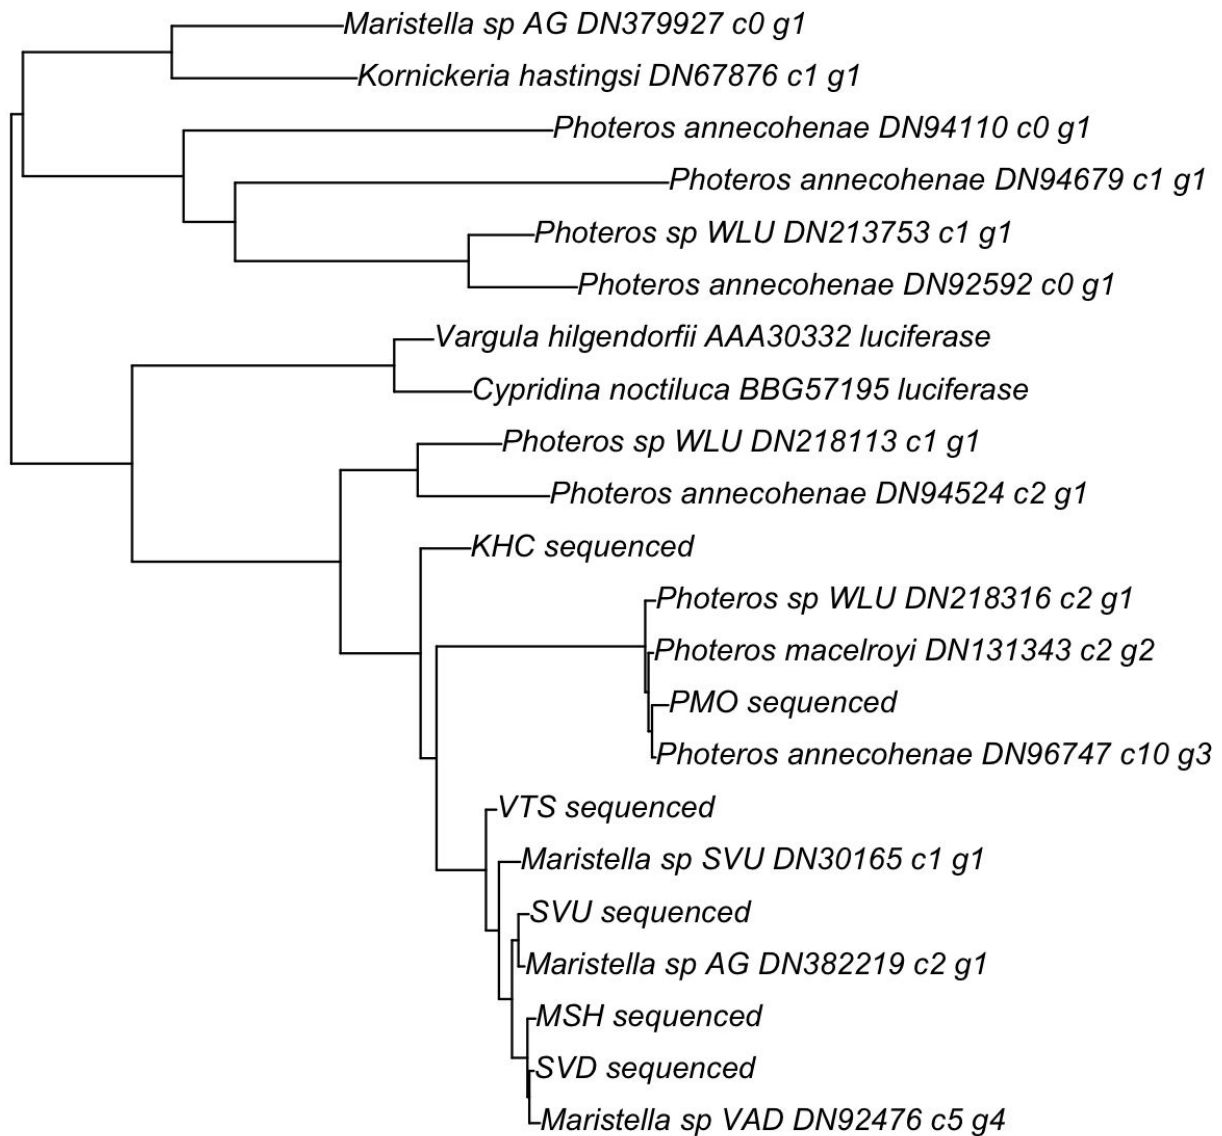 Maristella sp AG DN379927 c0 g1
Kornickeria hastingsi DN67876 c1 g1
Photeros annecohenae DN94110 c0 g1
Photeros annecohenae DN94679 c1 g1
Photeros sp WLU DN213753 c1 g1
Photeros annecohenae DN92592 c0 g1
Vargula hilgendorfii AAA30332 luciferase
Cypridina noctiluca BBG57195 luciferase
Photeros sp WLU DN218113 c1 g1
Photeros annecohenae DN94524 c2 g1
KHC sequenced
Photeros sp WLU DN218316 c2 g1
Photeros macelroyi DN131343 c2 g2
PMO sequenced
Photeros annecohenae DN96747 c10 g3
VTS sequenced
Maristella sp SVU DN30165 c1 g1
SVU sequenced
Maristella sp AG DN382219 c2 g1
MSH sequenced
SVD sequenced
Maristella sp VAD DN92476 c5 g4